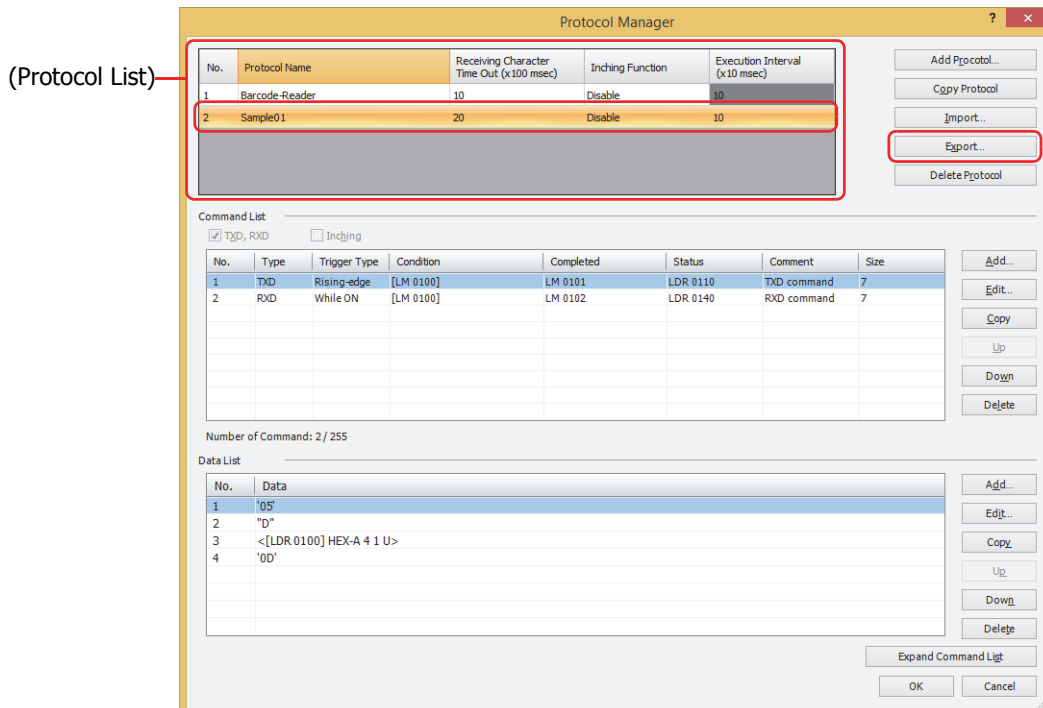 Protocol Manager
?
×
(Protocol List)
No. Protocol Name Receiving Character Time Out (x100 msec) Inching Function Execution Interval (x10 msec)
1 Barcode-Reader 10 Disable 10
2 Sample01 20 Disable 10
Add Procotol...
Copy Protocol
Import...
Export...
Delete Protocol
Command List
TXD, RXD Inching
No. Type Trigger Type Condition Completed Status Comment Size
1 TXD Rising-edge [LM 0100] LM 0101 LDR 0110 TXD command 7
2 RXD While ON [LM 0100] LM 0102 LDR 0140 RXD command 7
Add...
Edit...
Copy
Up
Down
Delete
Number of Command: 2 / 255
Data List
No. Data
1 '05'
2 "D"
3 <[LDR 0100] HEX-A 4 1 U>
4 '0D'
Add...
Edit...
Copy
Up
Down
Delete
Expand Command List
OK Cancel